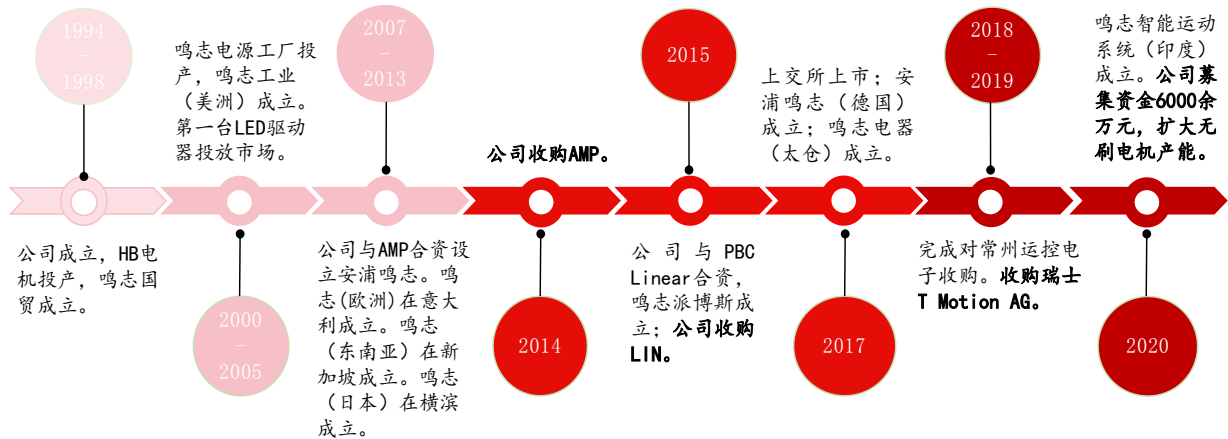 1994
–
1998
公司成立，HB电
机投产，鸣志国
贸成立。
鸣志电源工厂投
产，鸣志工业
（美洲）成立。
第一台LED驱动
器投放市场。
2000
–
2005
2007
–
2013
公司与AMP合资设
立安浦鸣志。鸣
志(欧洲)在意大
利成立。鸣志
（东南亚）在新
加坡成立。鸣志
（日本）在横滨
成立。
公司收购AMP。
2014
2015
公司与PBC
Linear合资，
鸣志派博斯成
立；公司收购
LIN。
上交所上市；安
浦鸣志（德国）
成立；鸣志电器
（太仓）成立。
2017
2018
–
2019
完成对常州运控电
子收购。收购瑞士
T Motion AG。
鸣志智能运动
系统（印度）
成立。公司募
集资金6000余
万元，扩大无
刷电机产能。
2020